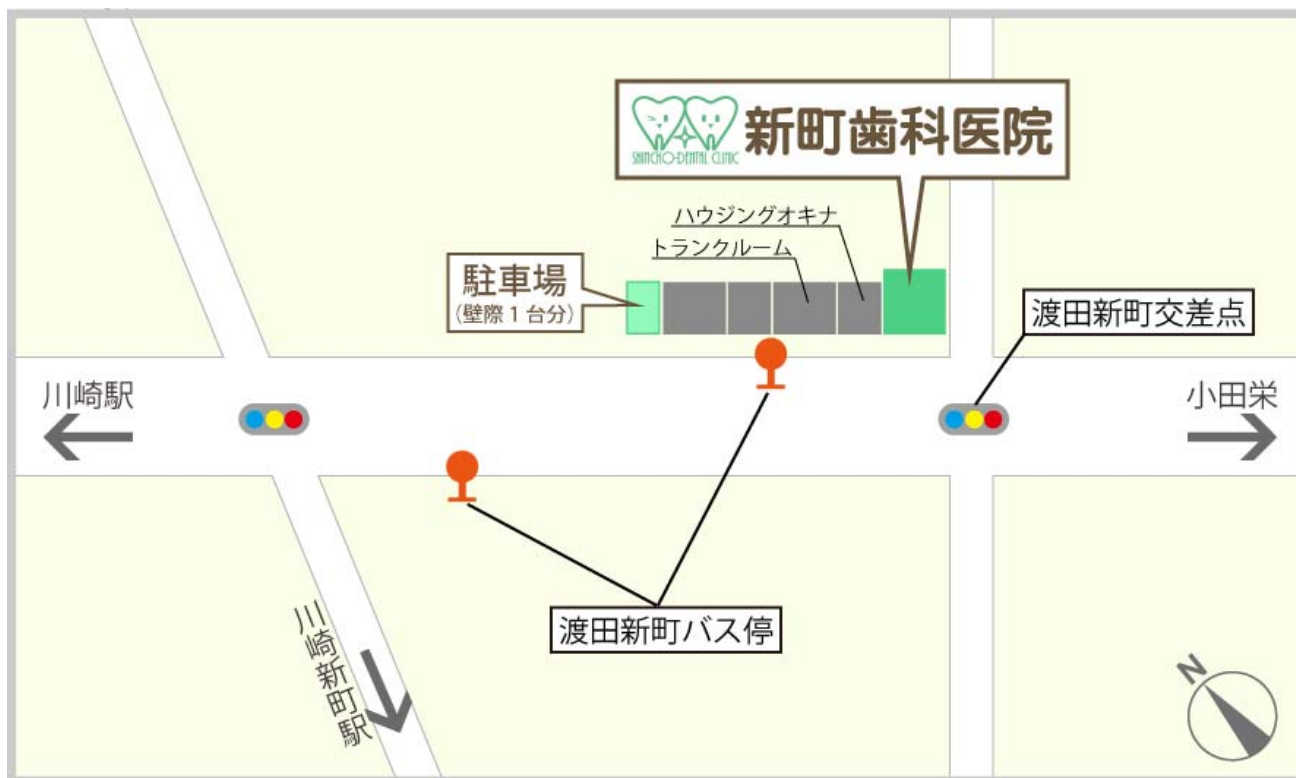 SHINCHO-DENTAL CLINIC
新町歯科医院
ハウジングオキナ
トランクルーム
駐車場
(壁際1台分)
渡田新町交差点
川崎駅
小田栄
渡田新町バス停
川崎新町駅
N